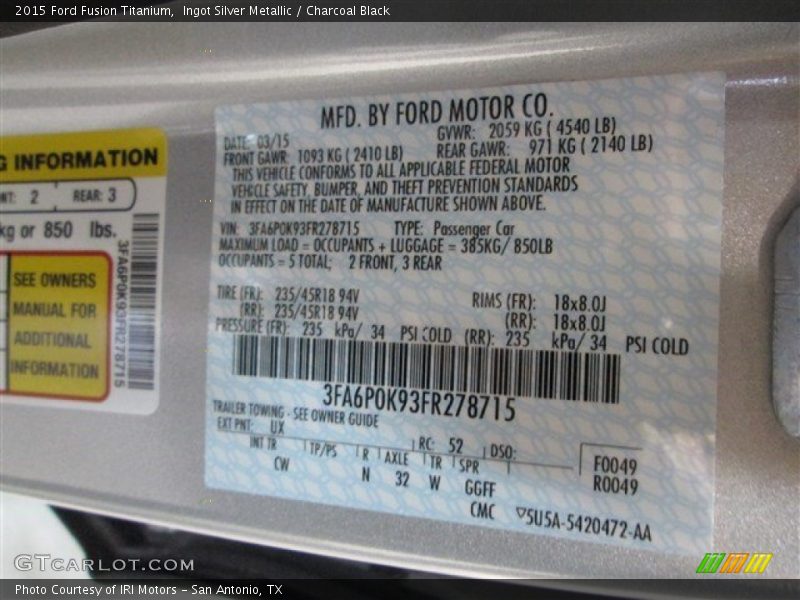 2015 Ford Fusion Titanium,  Ingot Silver Metallic / Charcoal Black
G INFORMATION
NT: 2 REAR: 3
kg or 850 lbs.
SEE OWNERS
MANUAL FOR
ADDITIONAL
INFORMATION
3FA6P0K93FR278715
MFD. BY FORD MOTOR CO.
DATE: 03/15 GVWR: 2059 KG ( 4540 LB)
FRONT GAWR: 1093 KG ( 2410 LB) REAR GAWR: 971 KG ( 2140 LB)
THIS VEHICLE CONFORMS TO ALL APPLICABLE FEDERAL MOTOR
VEHICLE SAFETY, BUMPER, AND THEFT PREVENTION STANDARDS
IN EFFECT ON THE DATE OF MANUFACTURE SHOWN ABOVE.
VIN: 3FA6P0K93FR278715 TYPE: Passenger Car
MAXIMUM LOAD = OCCUPANTS + LUGGAGE = 385KG/ 850LB
OCCUPANTS = 5 TOTAL; 2 FRONT, 3 REAR
TIRE (FR): 235/45R18 94V RIMS (FR): 18x8.0J
(RR): 235/45R18 94V (RR): 18x8.0J
PRESSURE (FR): 235 kPa/ 34 PSI COLD (RR): 235 kPa/ 34 PSI COLD
3FA6P0K93FR278715
TRAILER TOWING - SEE OWNER GUIDE
EXT PNT: UX RC: 52 DSO:
INT TR TP/PS R AXLE TR SPR F0049
CW N 32 W GGFF R0049
CMC 5U5A-5420472-AA
GTCARLOT.COM
Photo Courtesy of IRI Motors – San Antonio, TX